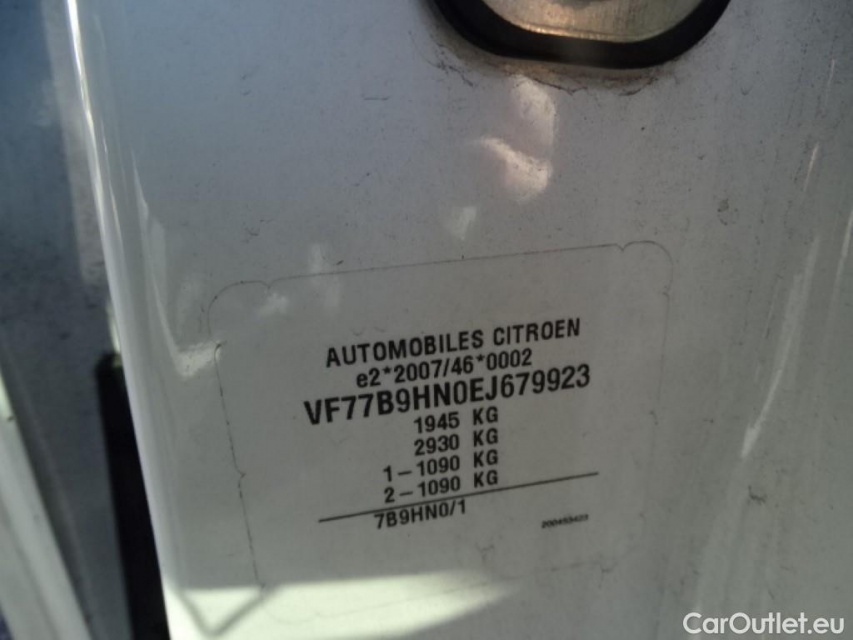 AUTOMOBILES CITROEN
e2*2007/46*0002
VF77B9HN0EJ679923
1945 KG
2930 KG
1-1090 KG
2-1090 KG
7B9HN0/1
CarOutlet.eu